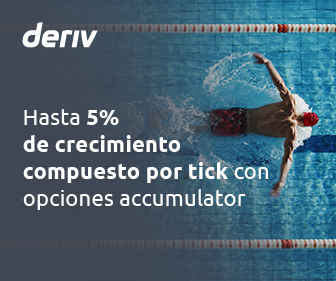 deriv
Hasta 5%
de crecimiento
compuesto por tick con
opciones accumulator